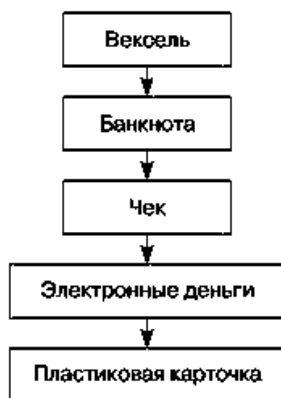 Вексель
Банкнота
Чек
Электронные деньги
Пластиковая карточка